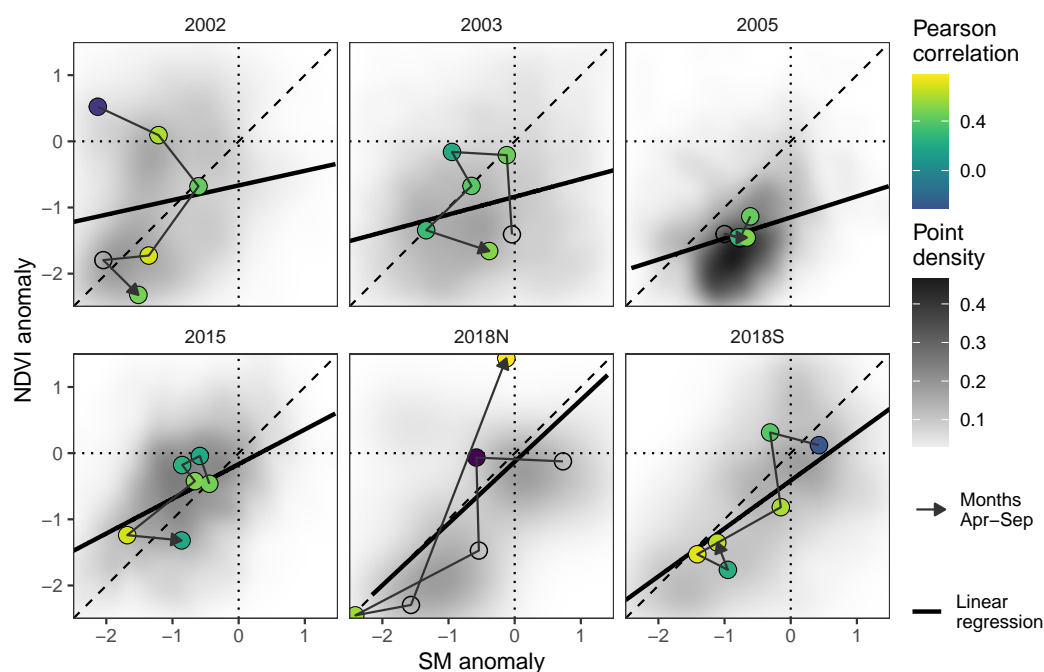 2002
2003
2005
1
0
−1
−2
2015
2018N
2018S
1
0
−1
−2
−2
−1
0
1
−2
−1
0
1
−2
−1
0
1
NDVI anomaly
SM anomaly
Pearson
correlation
0.4
0.0
Point
density
0.4
0.3
0.2
0.1
Months
Apr−Sep
Linear
regression